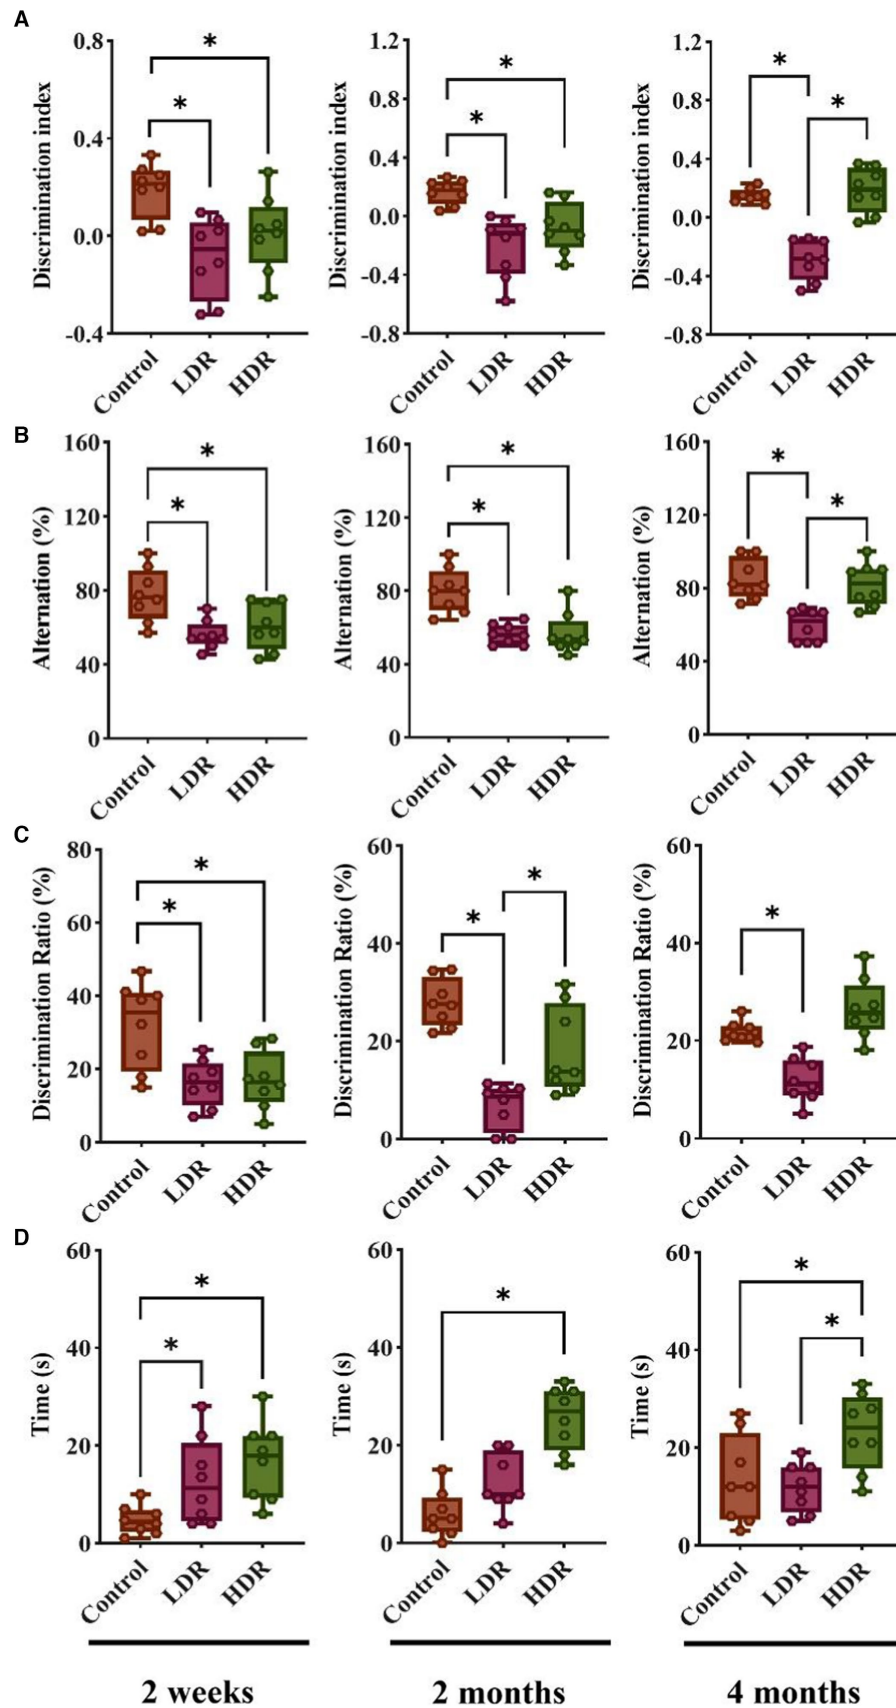 A
Discrimination index
0.8
0.4
0.0
-0.4
*
*
Control
LDR
HDR
Discrimination index
1.2
0.8
0.4
0.0
-0.4
-0.8
*
*
Control
LDR
HDR
Discrimination index
1.2
0.8
0.4
0.0
-0.4
-0.8
*
*
Control
LDR
HDR
B
Alternation (%)
160
120
80
40
0
*
*
Control
LDR
HDR
Alternation (%)
160
120
80
40
0
*
*
Control
LDR
HDR
Alternation (%)
160
120
80
40
0
*
*
Control
LDR
HDR
C
Discrimination Ratio (%)
80
60
40
20
0
*
*
Control
LDR
HDR
Discrimination Ratio (%)
60
40
20
0
*
*
Control
LDR
HDR
Discrimination Ratio (%)
60
40
20
0
*
Control
LDR
HDR
D
Time (s)
60
40
20
0
*
*
Control
LDR
HDR
Time (s)
60
40
20
0
*
Control
LDR
HDR
Time (s)
60
40
20
0
*
*
Control
LDR
HDR
2 weeks
2 months
4 months